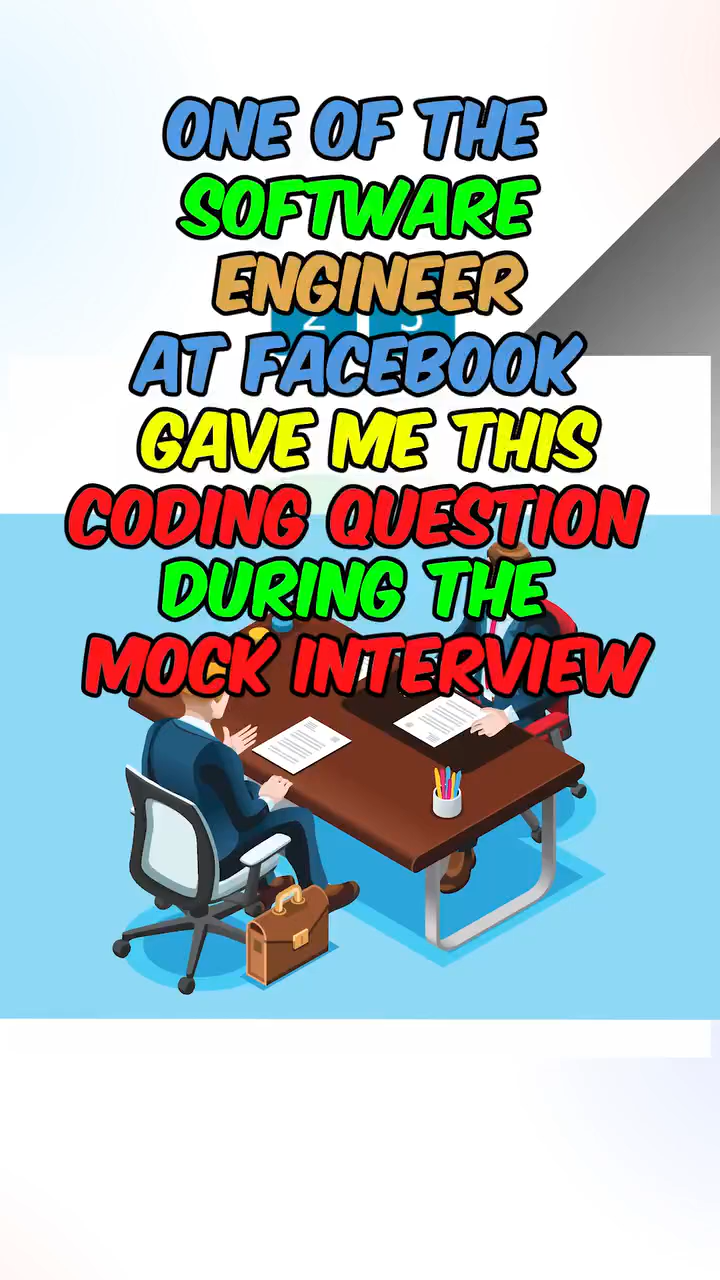 ONE OF THE
SOFTWARE
ENGINEER
AT FACEBOOK
GAVE ME THIS
CODING QUESTION
DURING THE
MOCK INTERVIEW